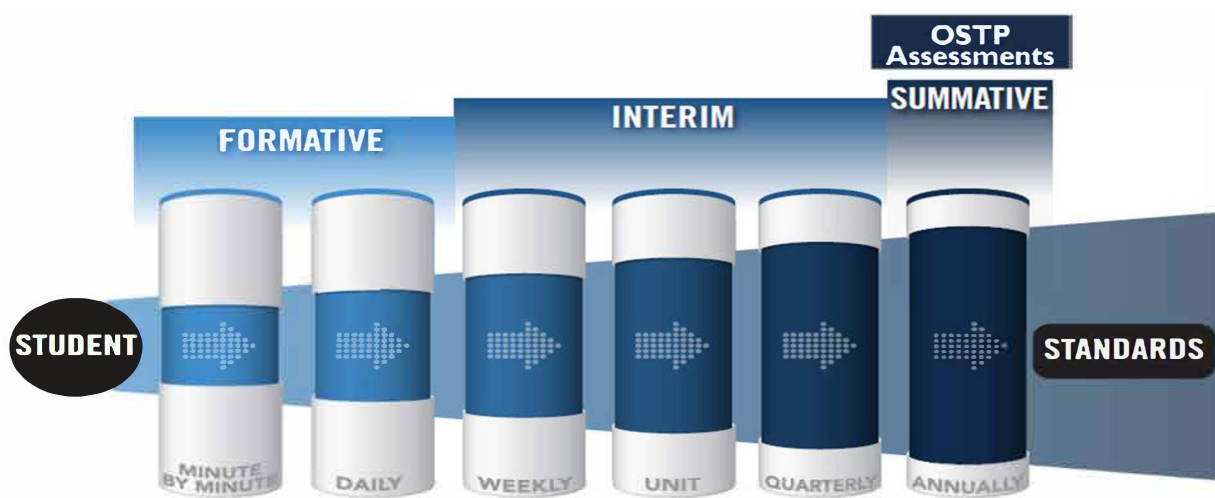 OSTP
Assessments
SUMMATIVE
INTERIM
FORMATIVE
STUDENT
STANDARDS
MINUTE
BY MINUTE
DAILY
WEEKLY
UNIT
QUARTERLY
ANNUALLY